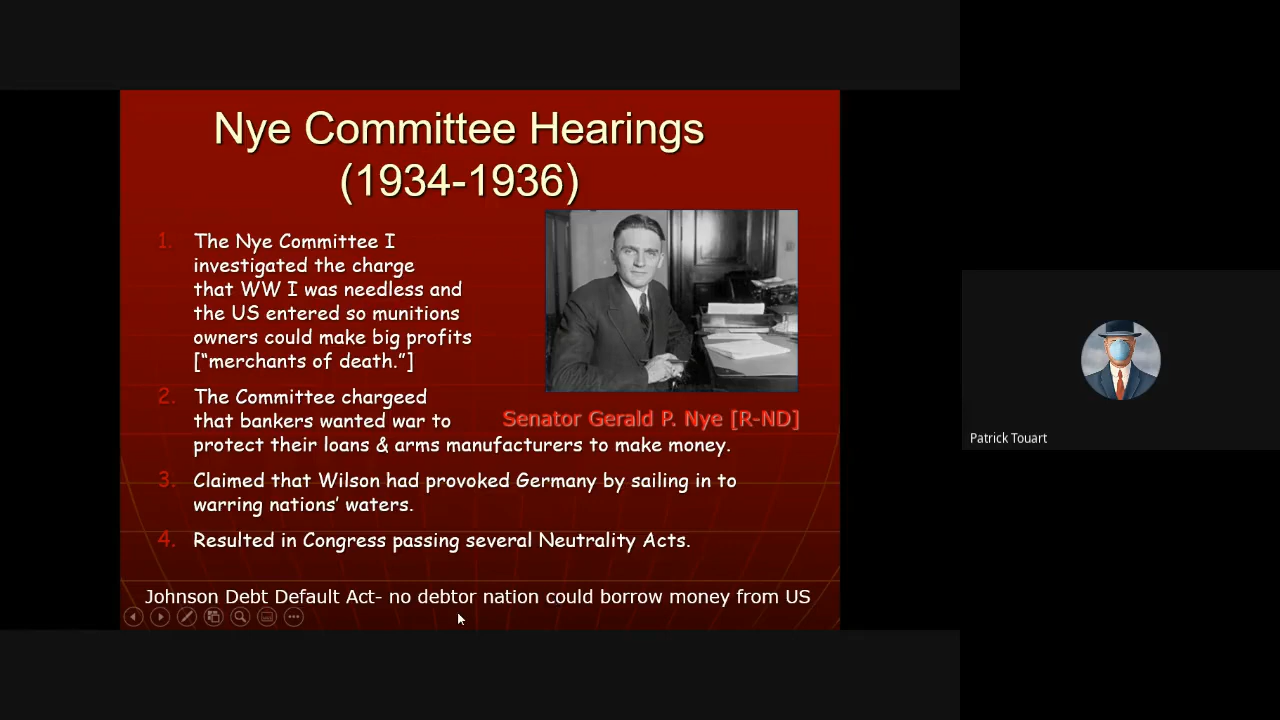 Nye Committee Hearings
(1934-1936)
1. The Nye Committee I
investigated the charge
that WW I was needless and
the US entered so munitions
owners could make big profits
[“merchants of death.”]
2. The Committee chargeed
that bankers wanted war to
protect their loans & arms manufacturers to make money.
Senator Gerald P. Nye [R-ND]
3. Claimed that Wilson had provoked Germany by sailing in to
warring nations’ waters.
4. Resulted in Congress passing several Neutrality Acts.
Johnson Debt Default Act- no debtor nation could borrow money from US
Patrick Touart